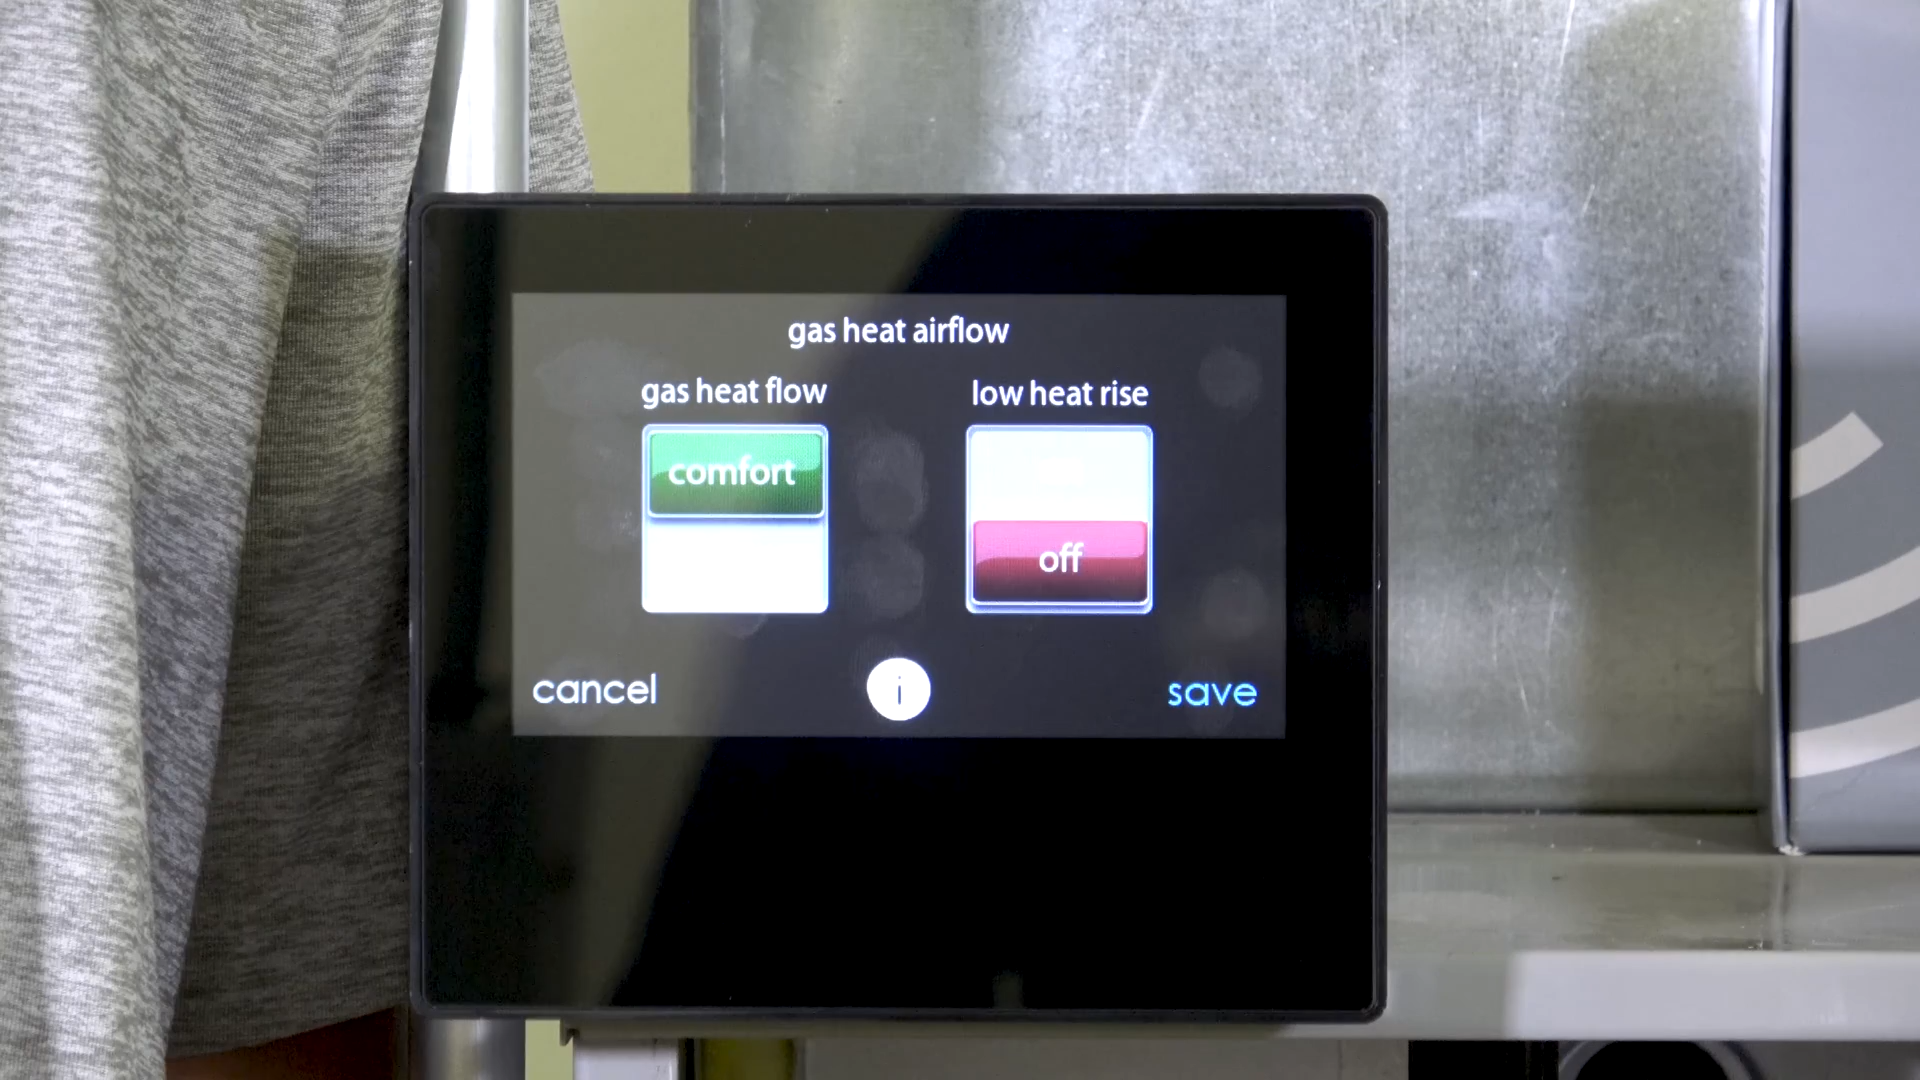 gas heat airflow
gas heat flow
low heat rise
comfort
off
cancel
i
save